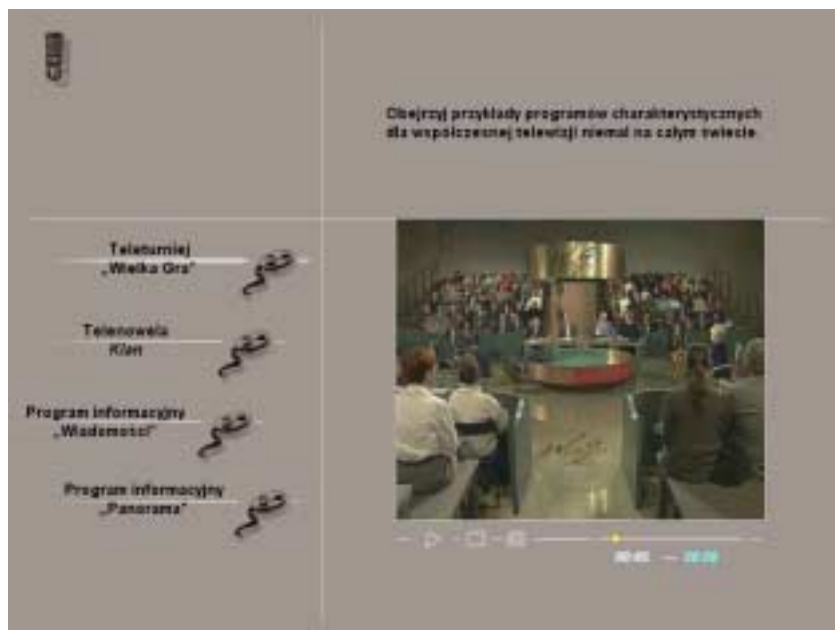 Obejrzyj przykłady programów charakterystycznych
dla współczesnej telewizji niemal na całym świecie.
Teleturniej
„Wielka Gra”
Telenowela
Klan
Program informacyjny
„Wiadomości”
Program informacyjny
„Panorama”